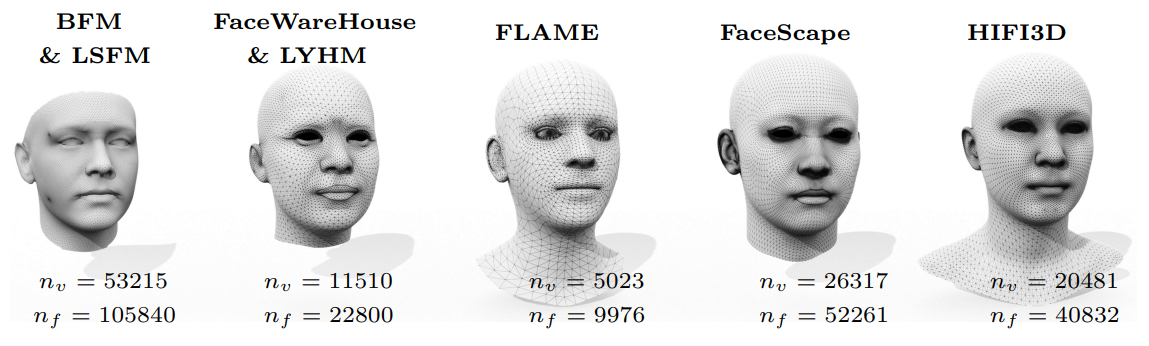 BFM
& LSFM
FaceWareHouse
& LYHM
FLAME
FaceScape
HIFI3D
n_v = 53215
n_f = 105840
n_v = 11510
n_f = 22800
n_v = 5023
n_f = 9976
n_v = 26317
n_f = 52261
n_v = 20481
n_f = 40832